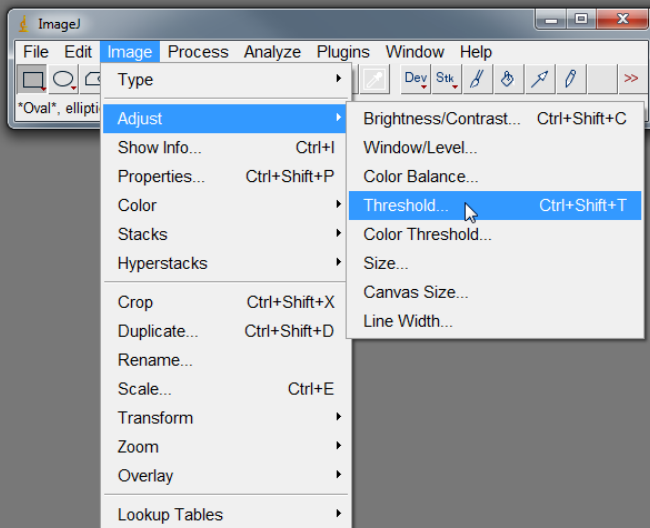 ImageJ
File Edit Image Process Analyze Plugins Window Help
Dev Stk >>
*Oval*, elliptic
Type
Adjust
Show Info... Ctrl+I
Properties... Ctrl+Shift+P
Color
Stacks
Hyperstacks
Crop Ctrl+Shift+X
Duplicate... Ctrl+Shift+D
Rename...
Scale... Ctrl+E
Transform
Zoom
Overlay
Lookup Tables
Brightness/Contrast... Ctrl+Shift+C
Window/Level...
Color Balance...
Threshold... Ctrl+Shift+T
Color Threshold...
Size...
Canvas Size...
Line Width...